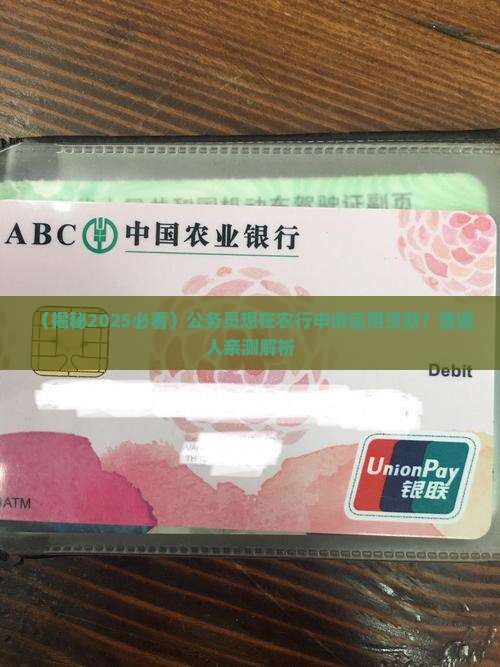 中国农业银行
ABC
（揭秘2025必看）公务员想在农行申请信用贷款？普通
人亲测解析
Debit
UnionPay
银联
ATM